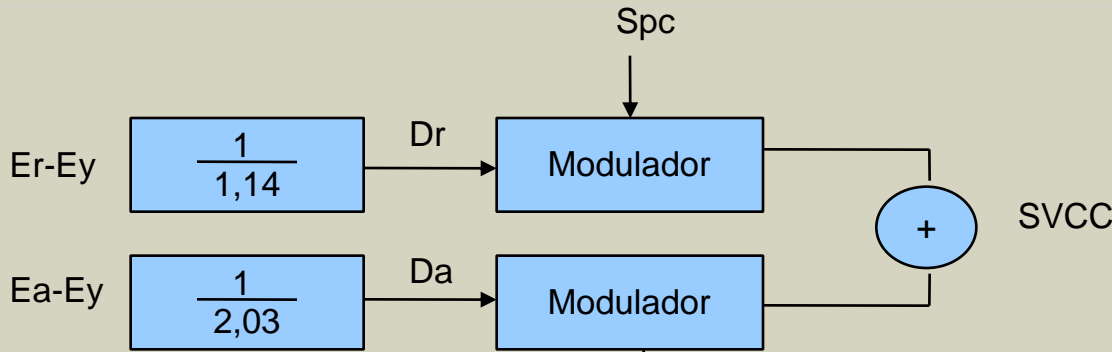 Spc
Er-Ey
1
1,14
Dr
Modulador
+
SVCC
Ea-Ey
1
2,03
Da
Modulador